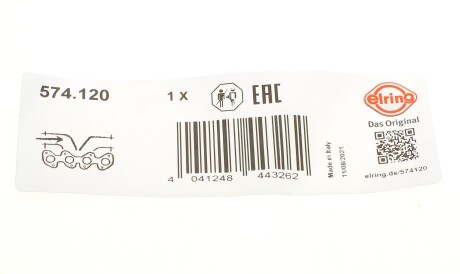 574.120
1 X
EAC
elring
Das Original
4 041248 443262
Made in Italy
11/08/2021
elring.de/574120